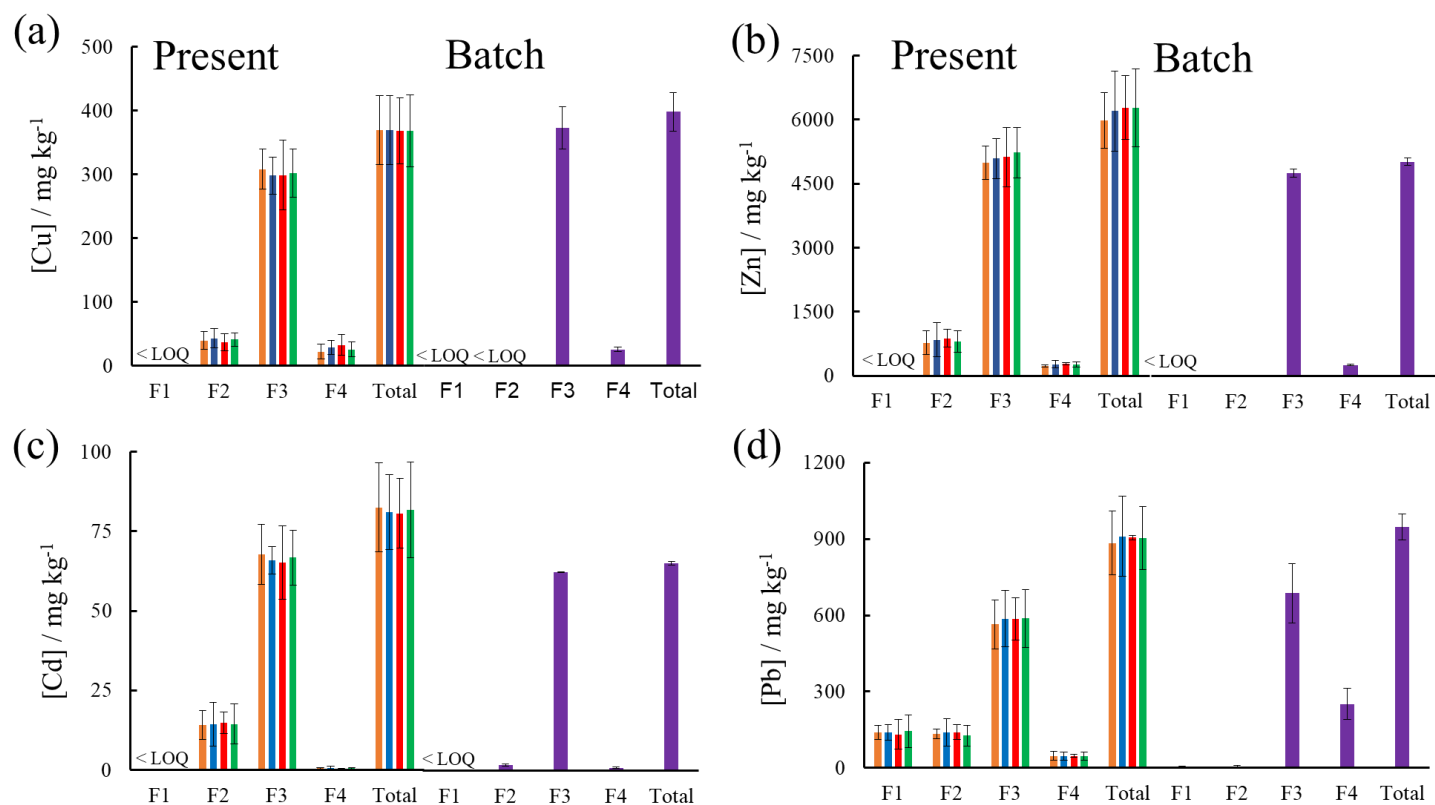 (a)
Present Batch
[Cu] / mg kg-1
500
400
300
200
100
0
< LOQ < LOQ < LOQ
F1 F2 F3 F4 Total F1 F2 F3 F4 Total
(b)
Present Batch
[Zn] / mg kg-1
7500
6000
4500
3000
1500
0
< LOQ < LOQ
F1 F2 F3 F4 Total F1 F2 F3 F4 Total
(c)
[Cd] / mg kg-1
100
75
50
25
0
< LOQ < LOQ
F1 F2 F3 F4 Total F1 F2 F3 F4 Total
(d)
[Pb] / mg kg-1
1200
900
600
300
0
F1 F2 F3 F4 Total F1 F2 F3 F4 Total